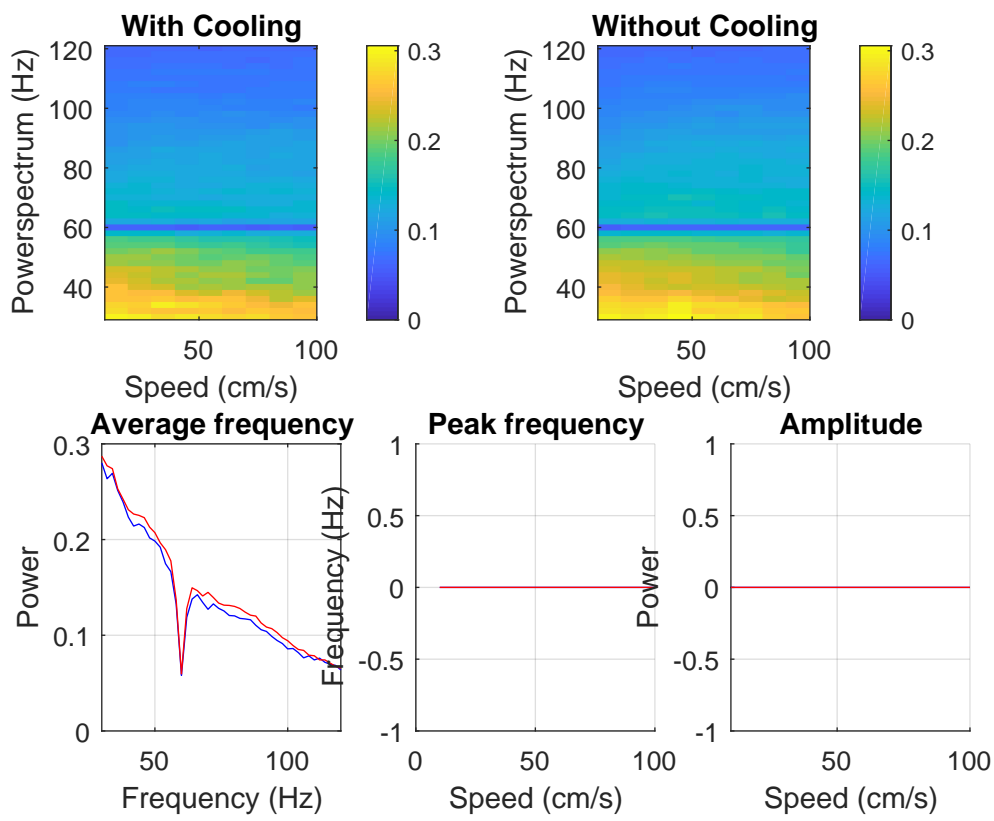 With Cooling
Powerspectrum (Hz)
120
100
80
60
40
50
100
Speed (cm/s)
0.3
0.2
0.1
0
Without Cooling
Powerspectrum (Hz)
120
100
80
60
40
50
100
Speed (cm/s)
0.3
0.2
0.1
0
Average frequency
Power
0.3
0.2
0.1
0
50
100
Frequency (Hz)
Peak frequency
Frequency (Hz)
1
0.5
0
-0.5
-1
0
50
100
Speed (cm/s)
Amplitude
Power
1
0.5
0
-0.5
-1
50
100
Speed (cm/s)